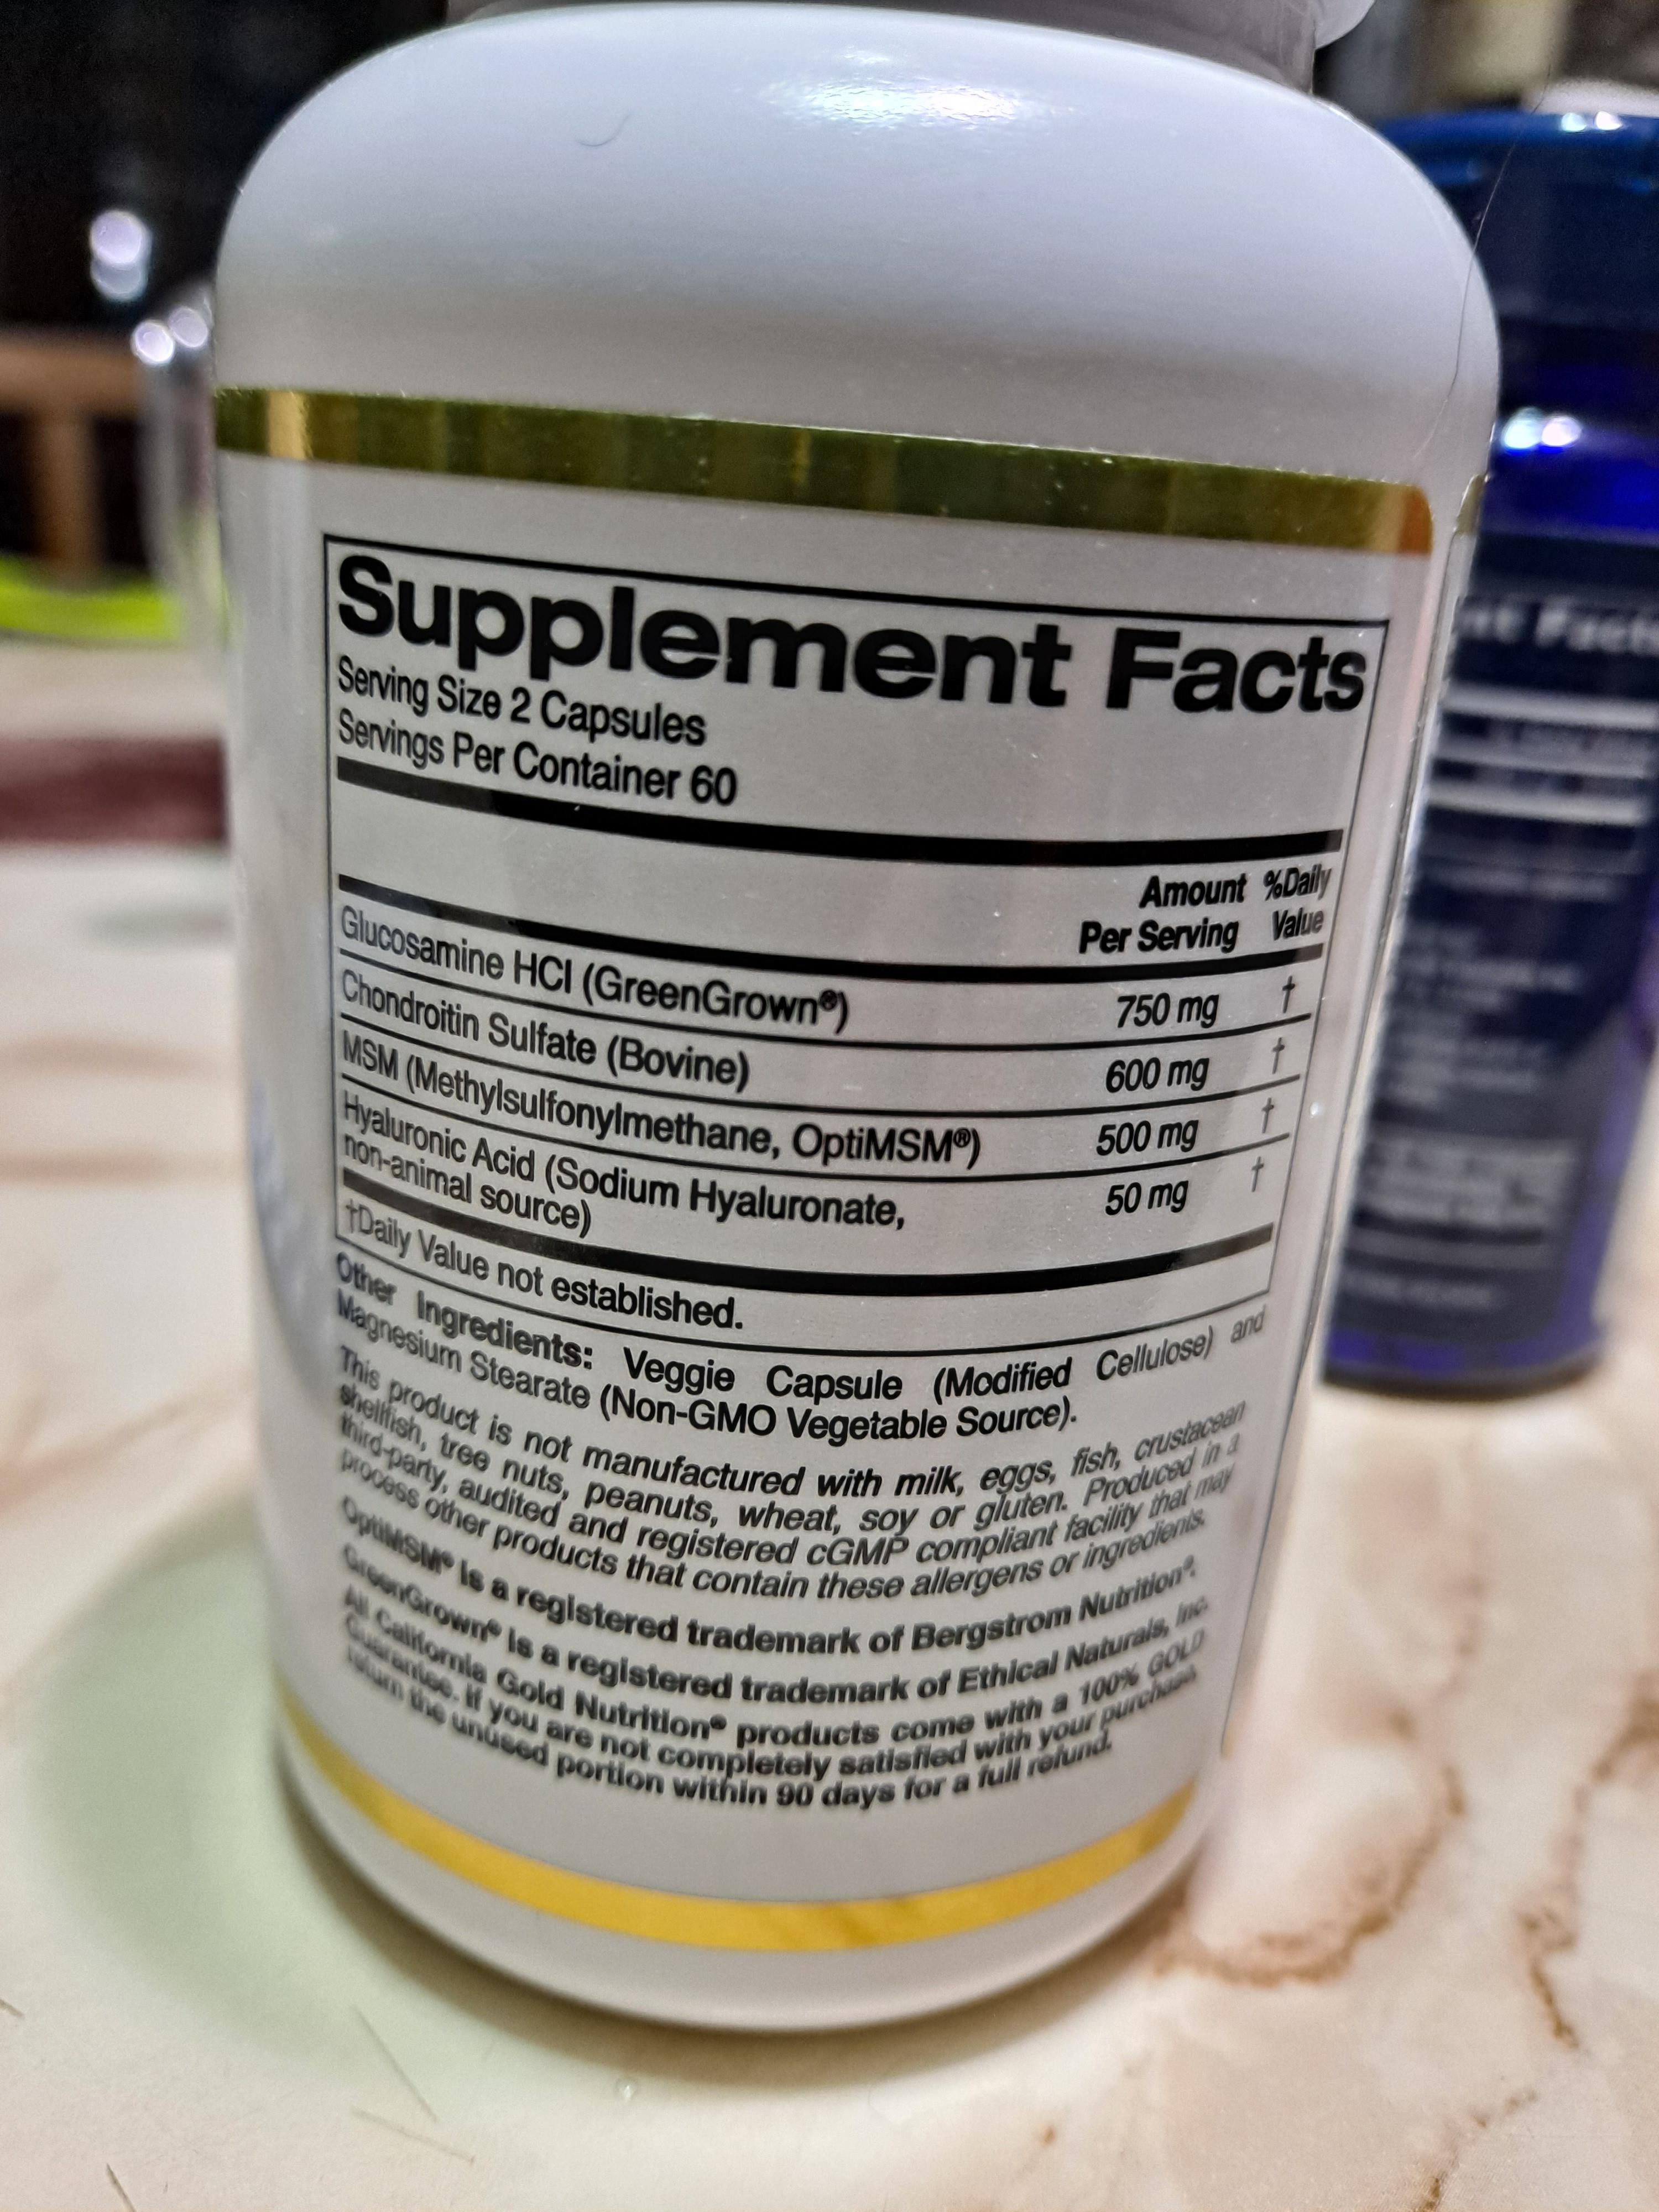 Supplement Facts
Serving Size 2 Capsules
Servings Per Container 60
Amount Per Serving %Daily Value
Glucosamine HCl (GreenGrown®) 750 mg †
Chondroitin Sulfate (Bovine) 600 mg †
MSM (Methylsulfonylmethane, OptiMSM®) 500 mg †
Hyaluronic Acid (Sodium Hyaluronate, 50 mg †
non-animal source)
†Daily Value not established.
Other Ingredients: Veggie Capsule (Modified Cellulose) and
Magnesium Stearate (Non-GMO Vegetable Source).
This product is not manufactured with milk, eggs, fish, crustacean
shellfish, tree nuts, peanuts, wheat, soy or gluten. Produced in a
third-party, audited and registered cGMP compliant facility that may
process other products that contain these allergens or ingredients.
OptiMSM® is a registered trademark of Bergstrom Nutrition®.
GreenGrown® is a registered trademark of Ethical Naturals, Inc.
All California Gold Nutrition® products come with a 100% GOLD
Guarantee. If you are not completely satisfied with your purchase,
return the unused portion within 90 days for a full refund.
Facts